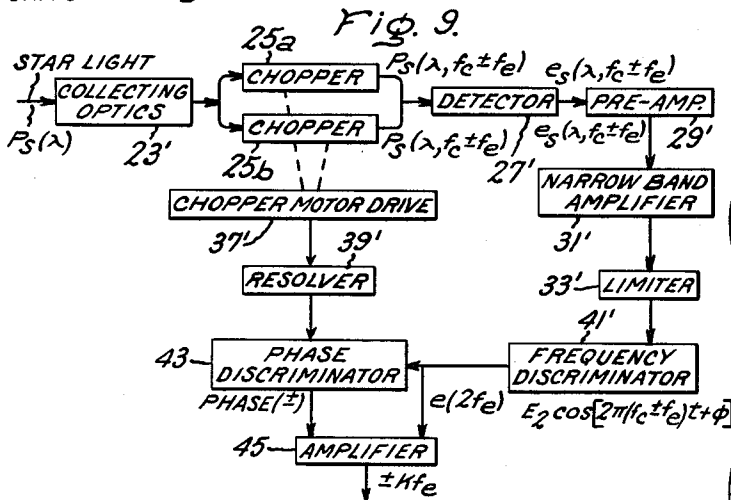 Fig. 9.
STAR LIGHT
COLLECTING
OPTICS
23'
Ps(λ)
25a
CHOPPER
CHOPPER
25b
Ps(λ,fc±fe)
Ps(λ,fc±fe)
DETECTOR
27'
es(λ,fc±fe)
es(λ,fc±fe)
PRE-AMP.
29'
NARROW BAND
AMPLIFIER
31'
LIMITER
33'
41'
FREQUENCY
DISCRIMINATOR
E2 cos[2π(fc±fe)t+ϕ]
CHOPPER MOTOR DRIVE
37'
RESOLVER
39'
43
PHASE
DISCRIMINATOR
PHASE(±)
e(2fe)
45
AMPLIFIER
±Kfe